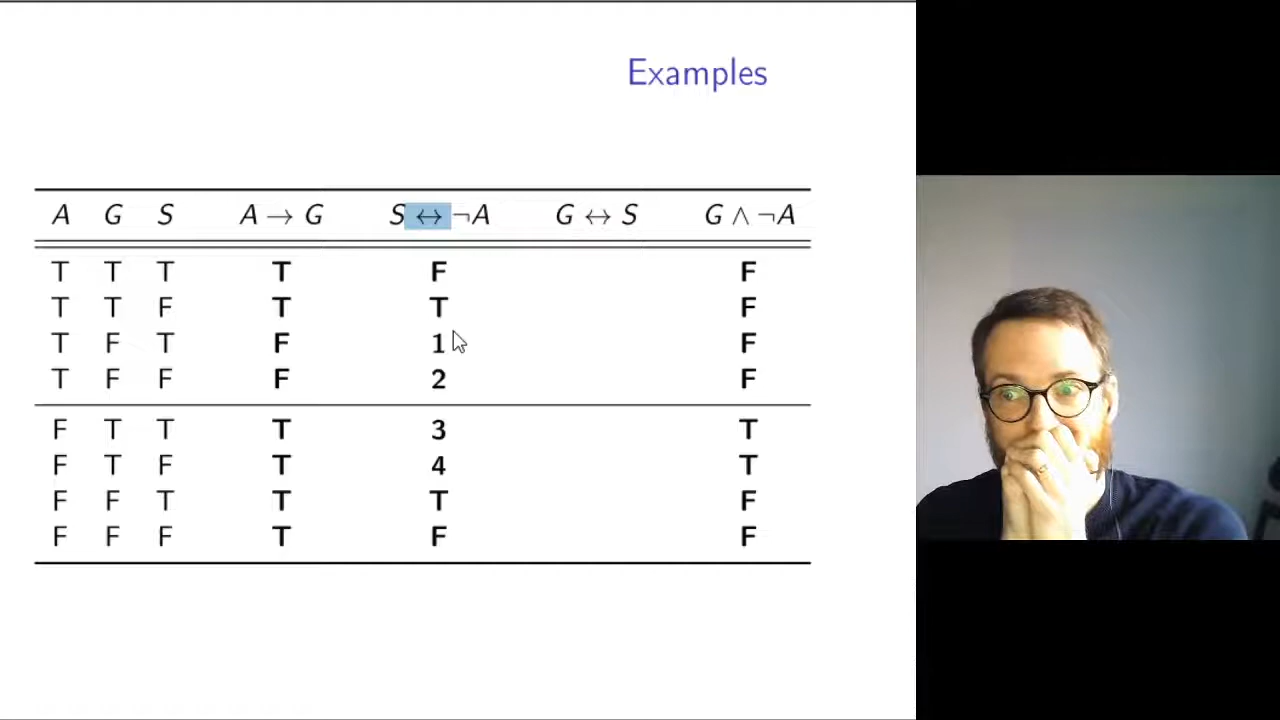 Examples
A G S A → G S ↔ ¬A G ↔ S G ∧ ¬A
T T T T F F
T T F T T F
T F T F 1 F
T F F F 2 F
F T T T 3 T
F T F T 4 T
F F T T T F
F F F T F F